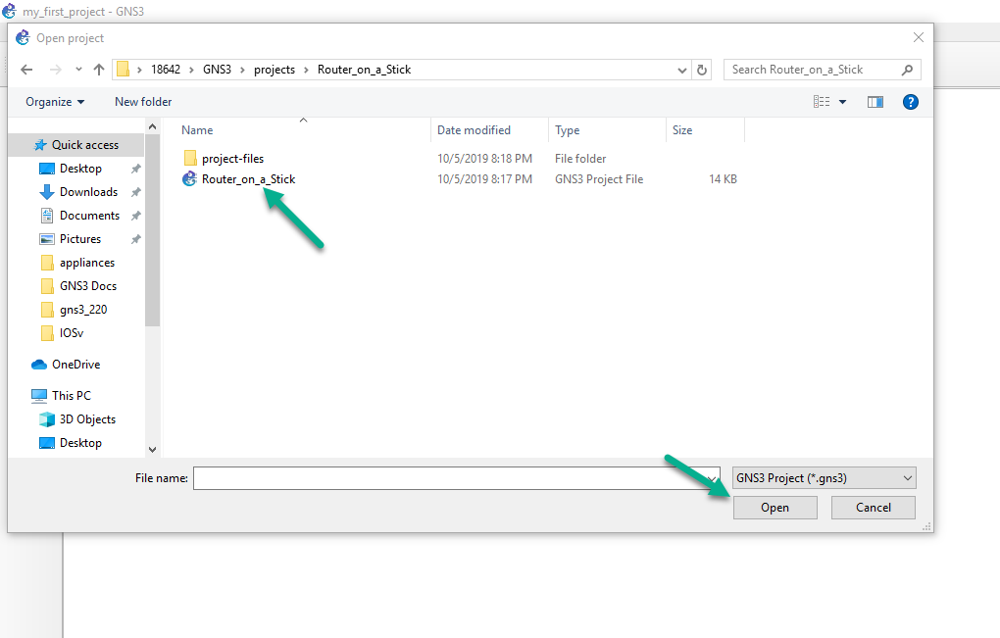 my_first_project - GNS3
Open project
18642 > GNS3 > projects > Router_on_a_Stick
Search Router_on_a_Stick
Organize
New folder
?
Name Date modified Type Size
Quick access
project-files 10/5/2019 8:18 PM File folder
Desktop
Router_on_a_Stick 10/5/2019 8:17 PM GNS3 Project File 14 KB
Downloads
Documents
Pictures
appliances
GNS3 Docs
gns3_220
IOSv
OneDrive
This PC
3D Objects
Desktop
File name:
GNS3 Project (*.gns3)
Open Cancel